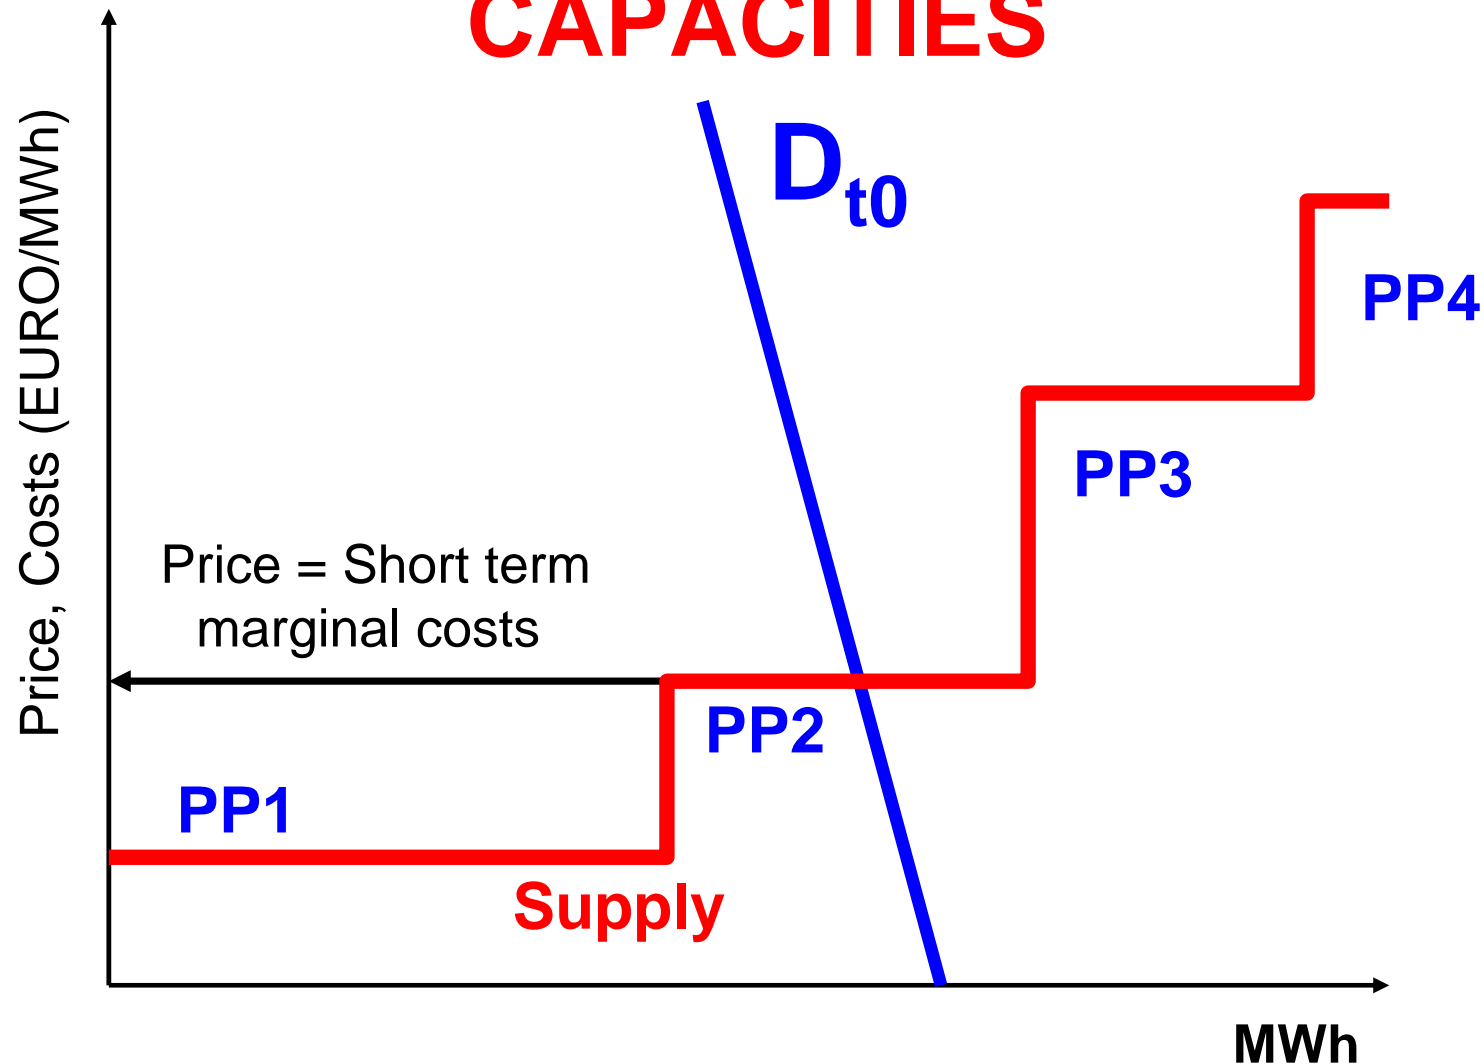 CAPACITIES
Price, Costs (EURO/MWh)
Dt0
PP4
PP3
Price = Short term
marginal costs
PP2
PP1
Supply
MWh